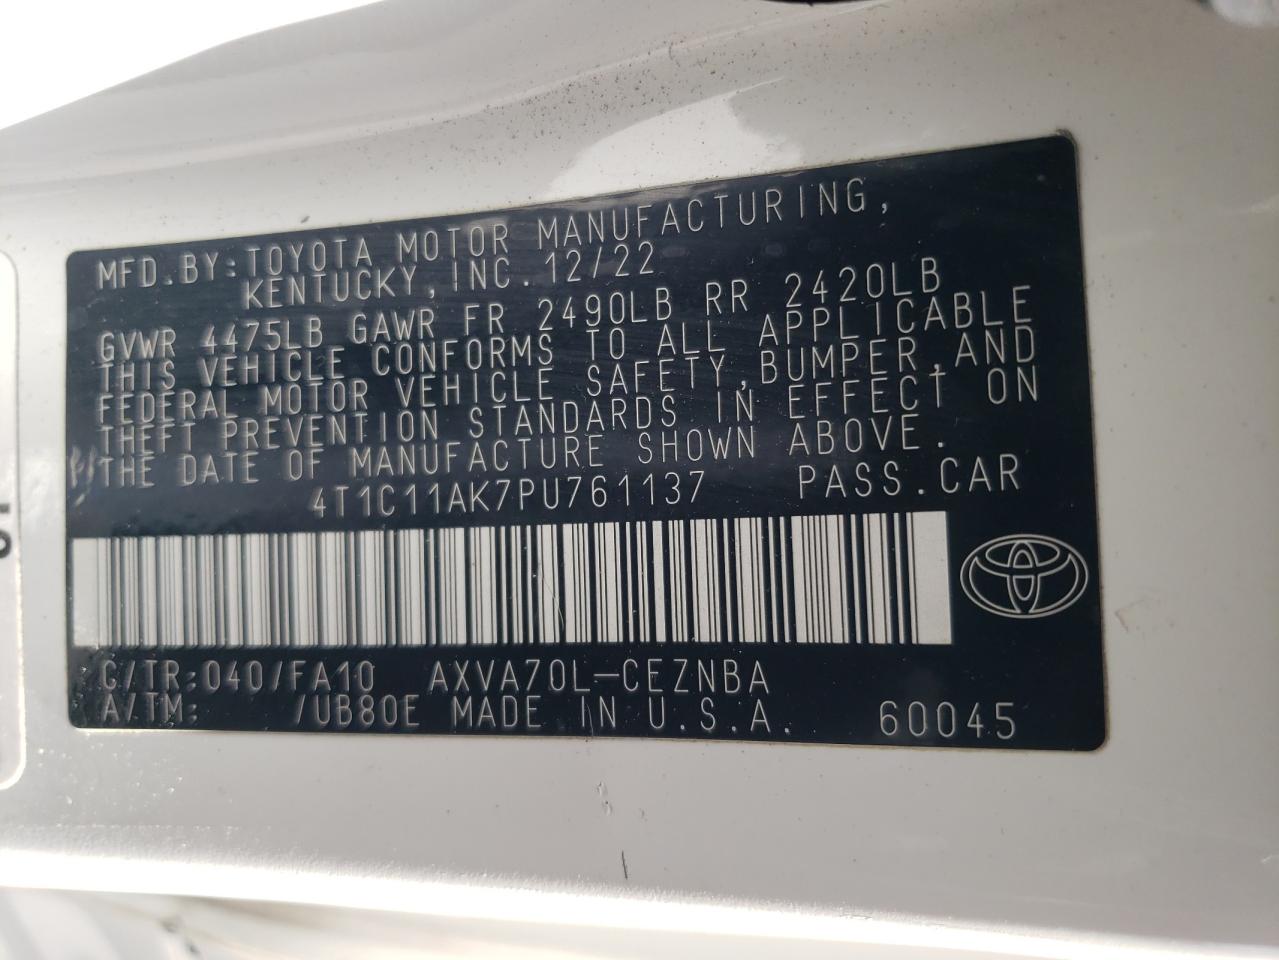 MFD.BY:TOYOTA MOTOR MANUFACTURING,
KENTUCKY,INC. 12/22
GVWR 4475LB GAWR FR 2490LB RR 2420LB
THIS VEHICLE CONFORMS TO ALL APPLICABLE
FEDERAL MOTOR VEHICLE SAFETY,BUMPER,AND
THEFT PREVENTION STANDARDS IN EFFECT ON
THE DATE OF MANUFACTURE SHOWN ABOVE.
4T1C11AK7PU761137 PASS.CAR
C/TR:040/FA10 AXVA70L-CEZNBA
A/TM: /UB80E MADE IN U.S.A. 60045